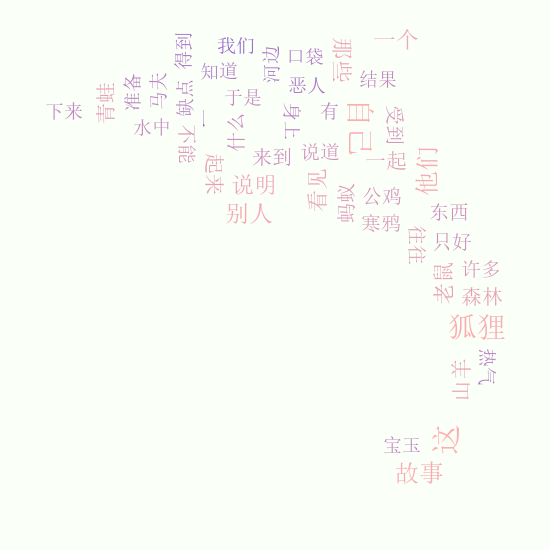 一个
我们
那些
得到
河边
口袋
知道
结果
恶人
马夫
准备
缺点
青蛙
于是
下来
水中
一
什么
不能
上身
有
自己
受到
来到
说道
一起
他们
起来
说明
看见
蚂蚁
公鸡
别人
寒鸦
东西
往往
只好
老鼠
许多
森林
狐狸
热气
山羊
宝玉
这
故事